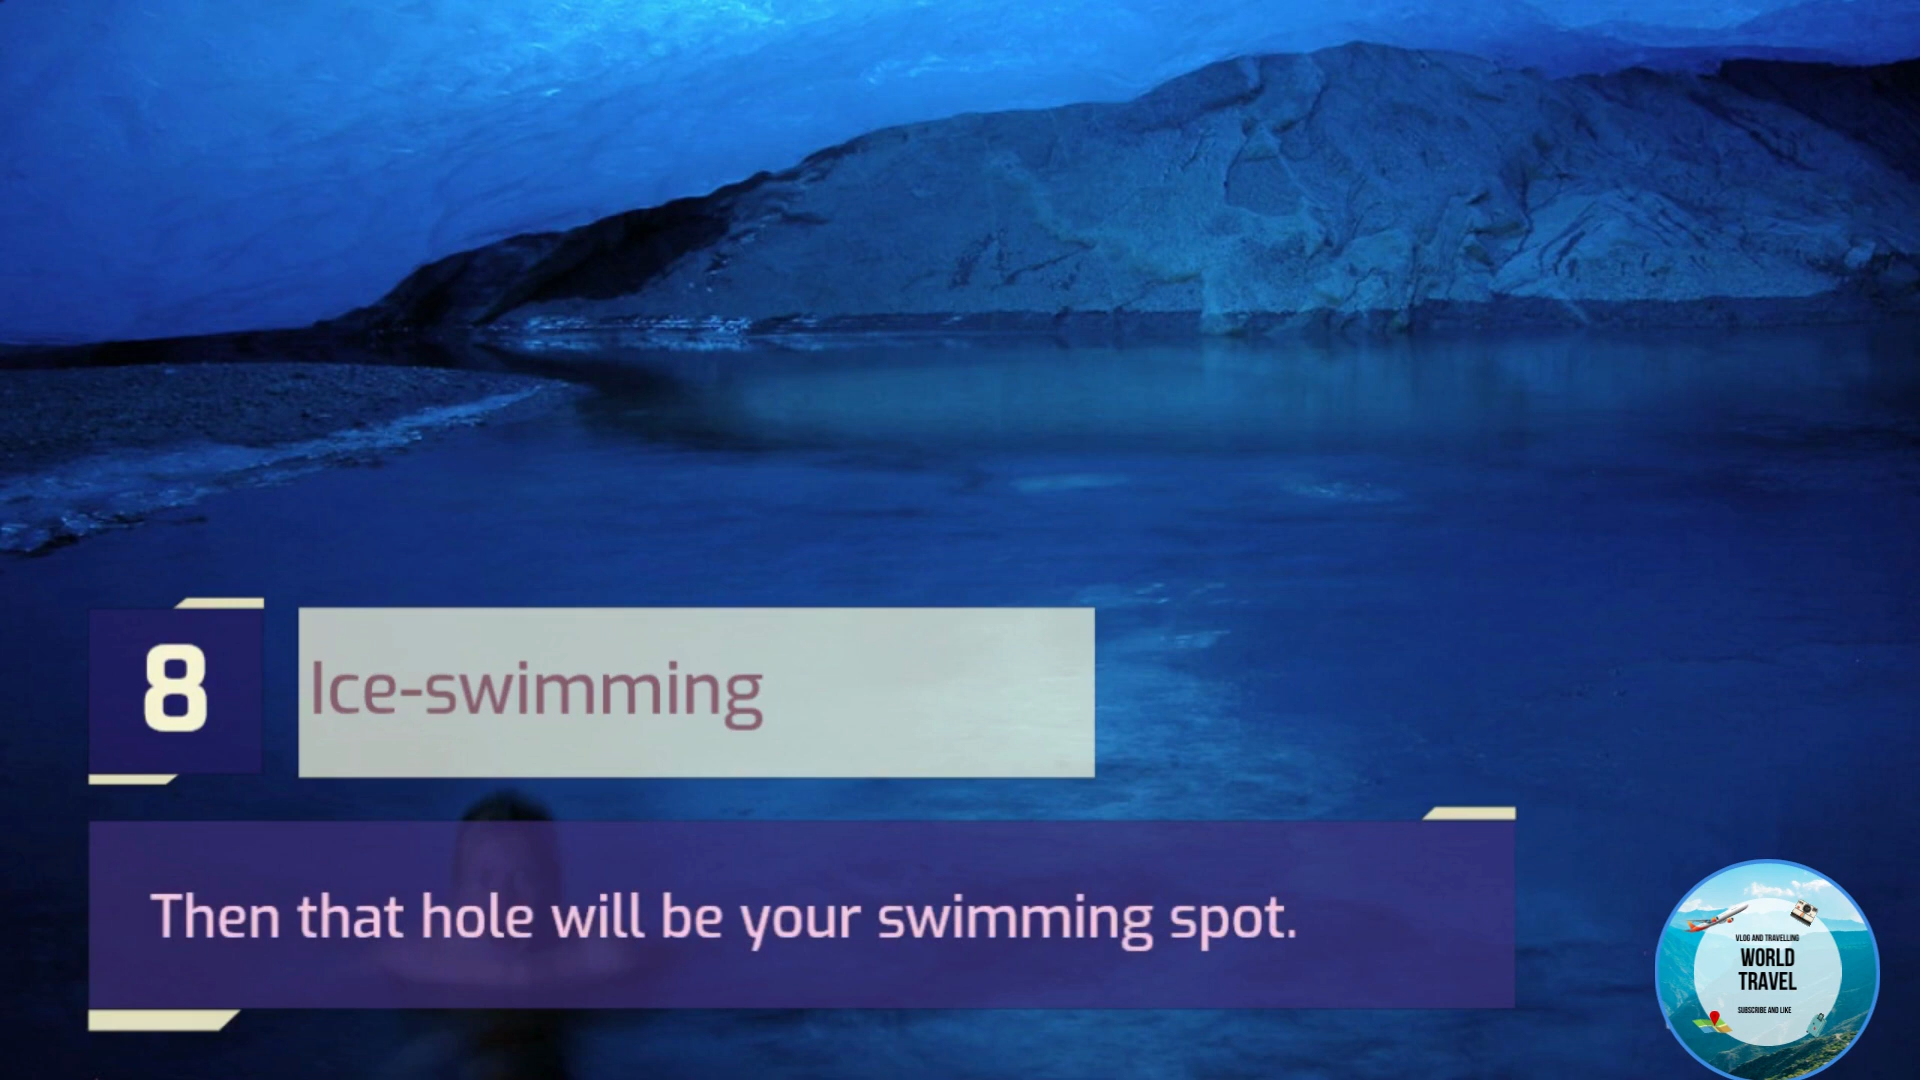 8
Ice-swimming
Then that hole will be your swimming spot.
VLOG AND TRAVELLING
WORLD
TRAVEL
SUBSCRIBE AND LIKE